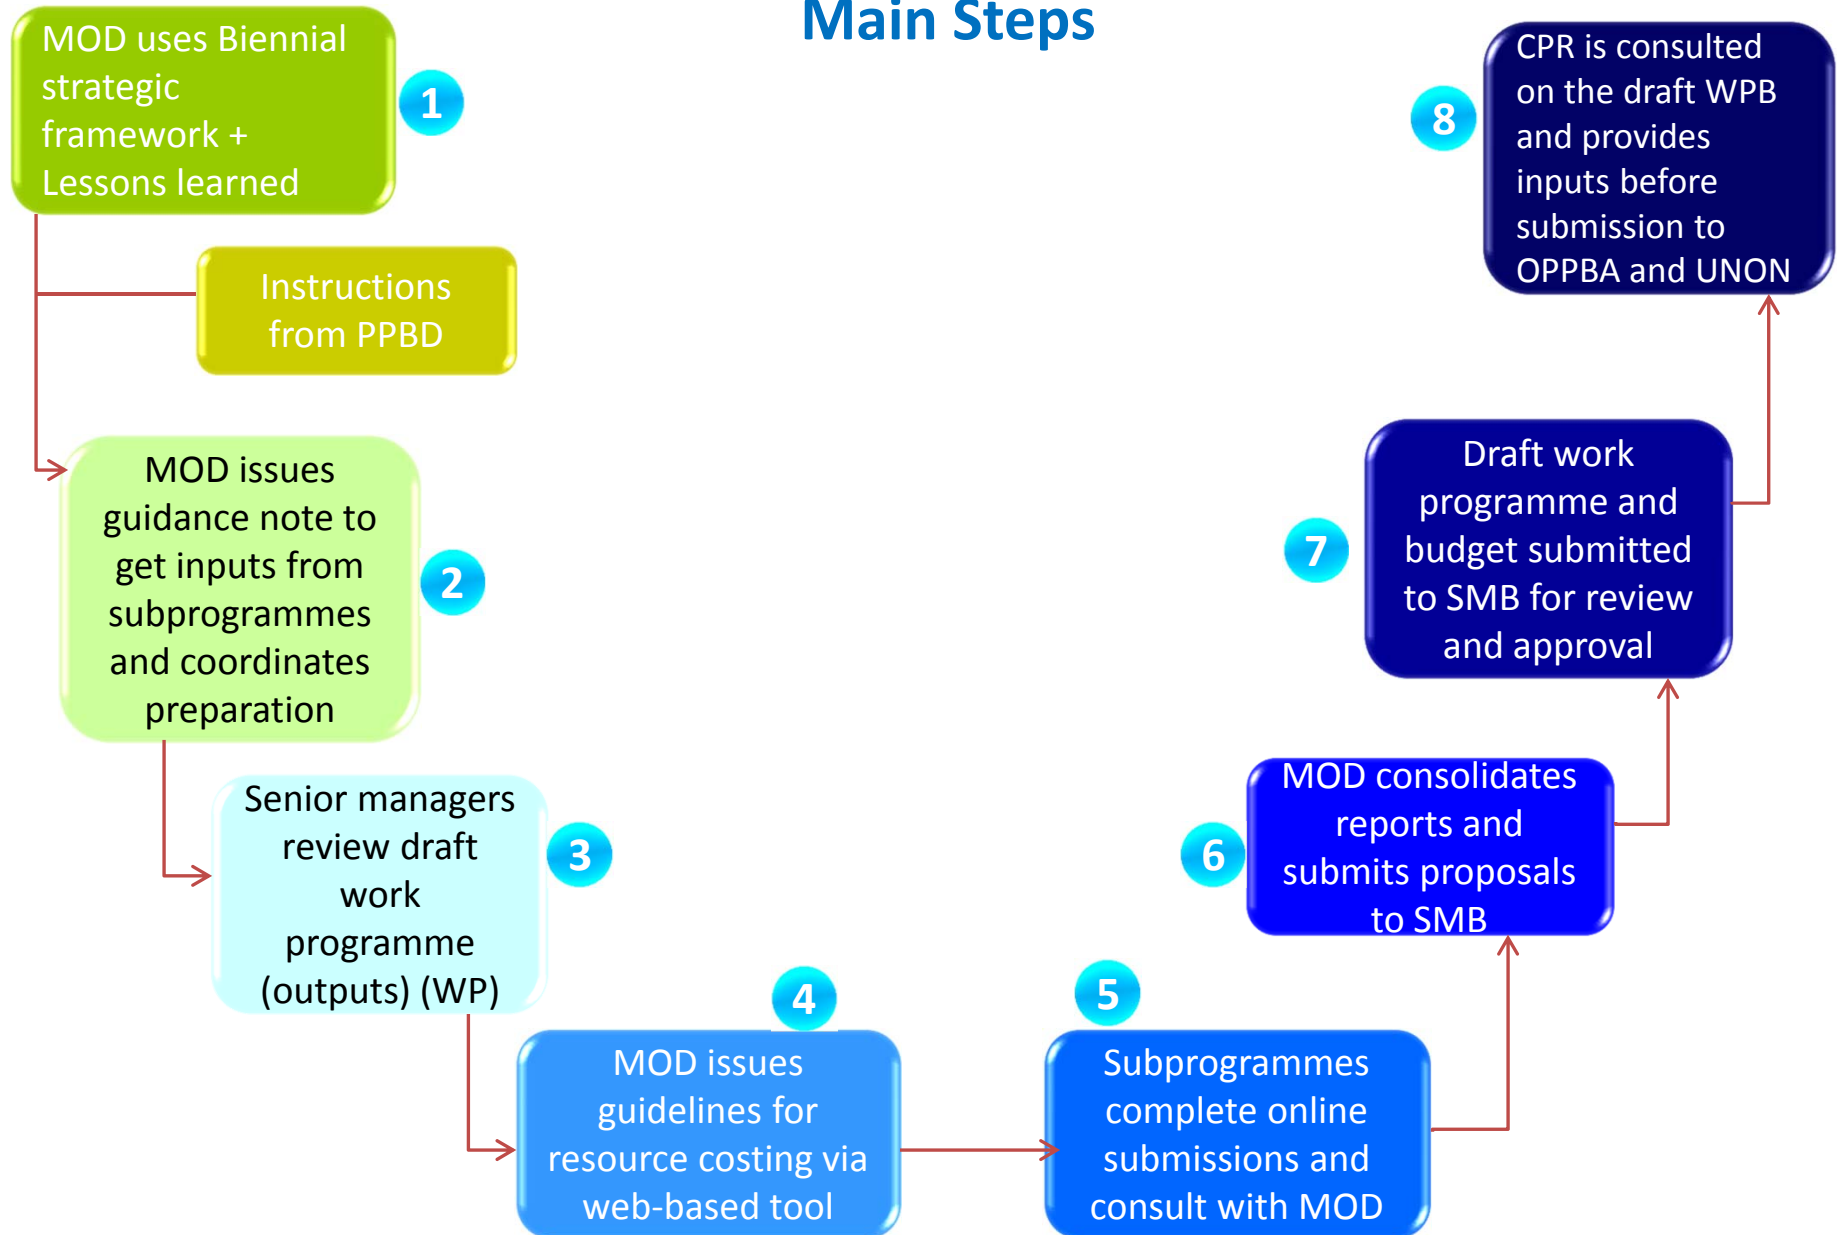 Main Steps
MOD uses Biennial
strategic
framework +
Lessons learned
1
Instructions
from PPBD
MOD issues
guidance note to
get inputs from
subprogrammes
and coordinates
preparation
2
Senior managers
review draft
work
programme
(outputs) (WP)
3
MOD issues
guidelines for
resource costing via
web-based tool
4
Subprogrammes
complete online
submissions and
consult with MOD
5
MOD consolidates
reports and
submits proposals
to SMB
6
Draft work
programme and
budget submitted
to SMB for review
and approval
7
CPR is consulted
on the draft WPB
and provides
inputs before
submission to
OPPBA and UNON
8